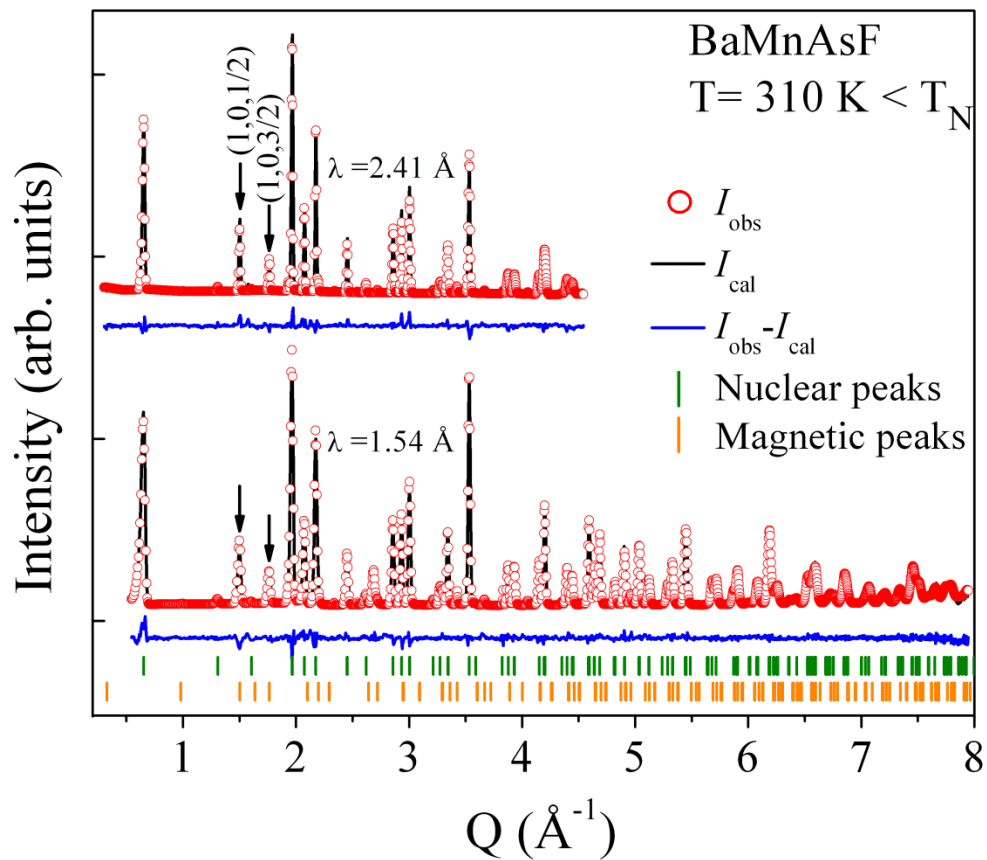 BaMnAsF
T= 310 K < T_N
(1,0,1/2)
(1,0,3/2)
λ =2.41 Å
I_obs
I_cal
I_obs-I_cal
Nuclear peaks
Magnetic peaks
λ =1.54 Å
Intensity (arb. units)
1 2 3 4 5 6 7 8
Q (Å⁻¹)